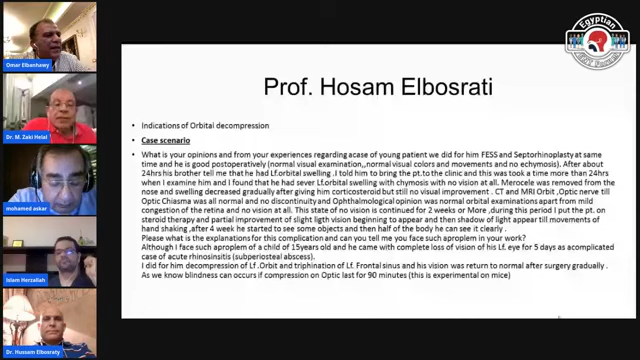 Egyptian
Omar Elbanhawy
Dr. M. Zaki Helal
mohamed askar
Islam Herzallah
Dr. Hussam Elbosraty
Prof. Hosam Elbosrati
• Indications of Orbital decompression
• Case scenario
• What is your opinions and from your experiences regarding acase of young patient we did for him FESS and Septorhinoplasty at same
time and he is good postoperatively (normal visual examination,,normal visual colors and movements and no echymosis). After about
24hrs his brother tell me that he had Lf.orbital swelling .I told him to bring the pt.to the clinic and this was took a time more than 24hrs
when I examine him and I found that he had sever Lf.orbital swelling with chymosis with no vision at all. Merocele was removed from the
nose and swelling decreased gradually after giving him corticosteroid but still no visual improvement . CT and MRI Orbit ,Optic nerve till
Optic Chiasma was all normal and no discontinuity and Ophthalmological opinion was normal orbital examinations apart from mild
congestion of the retina and no vision at all. This state of no vision is continued for 2 weeks or More ,during this period I put the pt. on
steroid therapy and partial improvement of slight ligth vision beginning to appear and then shadow of light appear till movements of
hand shaking ,after 4 week he started to see some objects and then half of the body he can see it clearly .
Please what is the explanations for this complication and can you tell me you face such aproplem in your work?
Although I face such aproplem of a child of 15years old and he came with complete loss of vision of his Lf. eye for 5 days as acomplicated
case of acute rhinosinusitis (subperiosteal abscess).
I did for him decompression of Lf .Orbit and triphination of Lf. Frontal sinus and his vision was return to normal after surgery gradually .
As we know blindness can occurs if compression on Optic last for 90 minutes (this is experimental on mice)